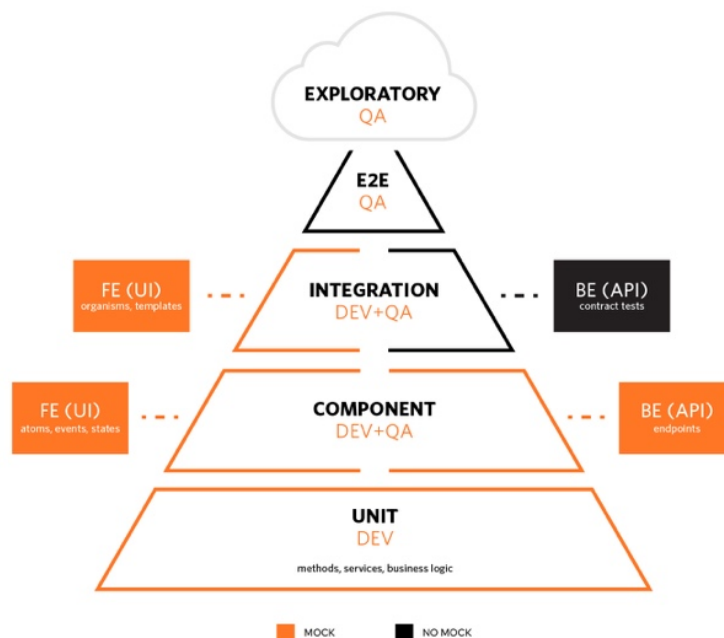 EXPLORATORY
QA
E2E
QA
FE (UI)
organisms, templates
INTEGRATION
DEV+QA
BE (API)
contract tests
FE (UI)
atoms, events, states
COMPONENT
DEV+QA
BE (API)
endpoints
UNIT
DEV
methods, services, business logic
MOCK
NO MOCK